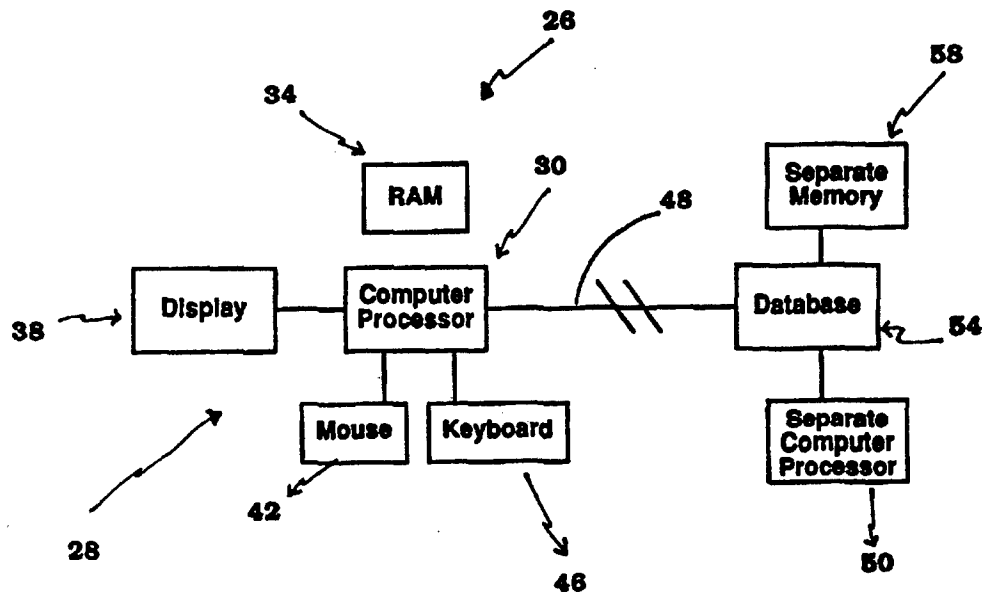 26
58
34
30
Separate
Memory
RAM
48
Display
Computer
Processor
Database
38
54
Mouse
Keyboard
Separate
Computer
Processor
42
28
46
50